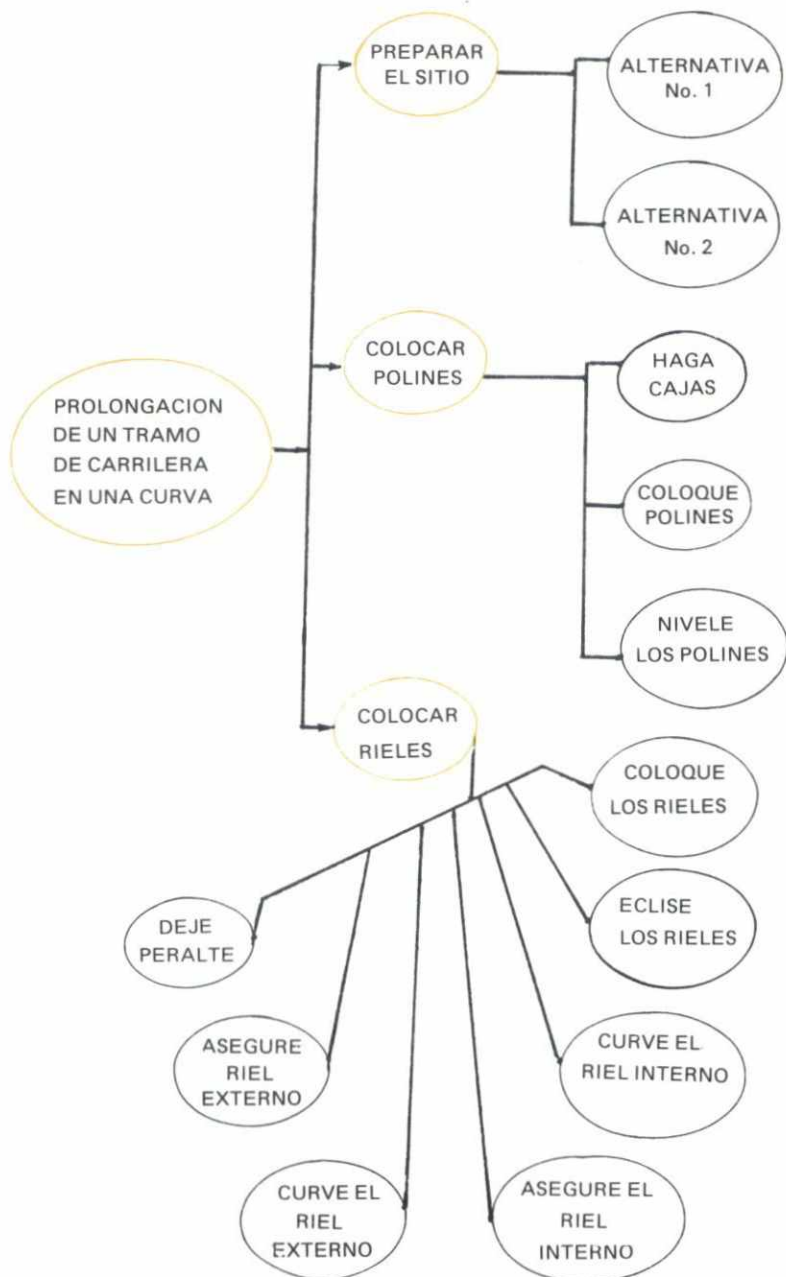 PREPARAR
EL SITIO
ALTERNATIVA
No. 1
ALTERNATIVA
No. 2
COLOCAR
POLINES
HAGA
CAJAS
COLOQUE
POLINES
NIVELE
LOS POLINES
PROLONGACION
DE UN TRAMO
DE CARRILERA
EN UNA CURVA
COLOCAR
RIELES
COLOQUE
LOS RIELES
ECLISE
LOS RIELES
CURVE EL
RIEL INTERNO
ASEGURE EL
RIEL
INTERNO
CURVE EL
RIEL
EXTERNO
ASEGURE
RIEL
EXTERNO
DEJE
PERALTE